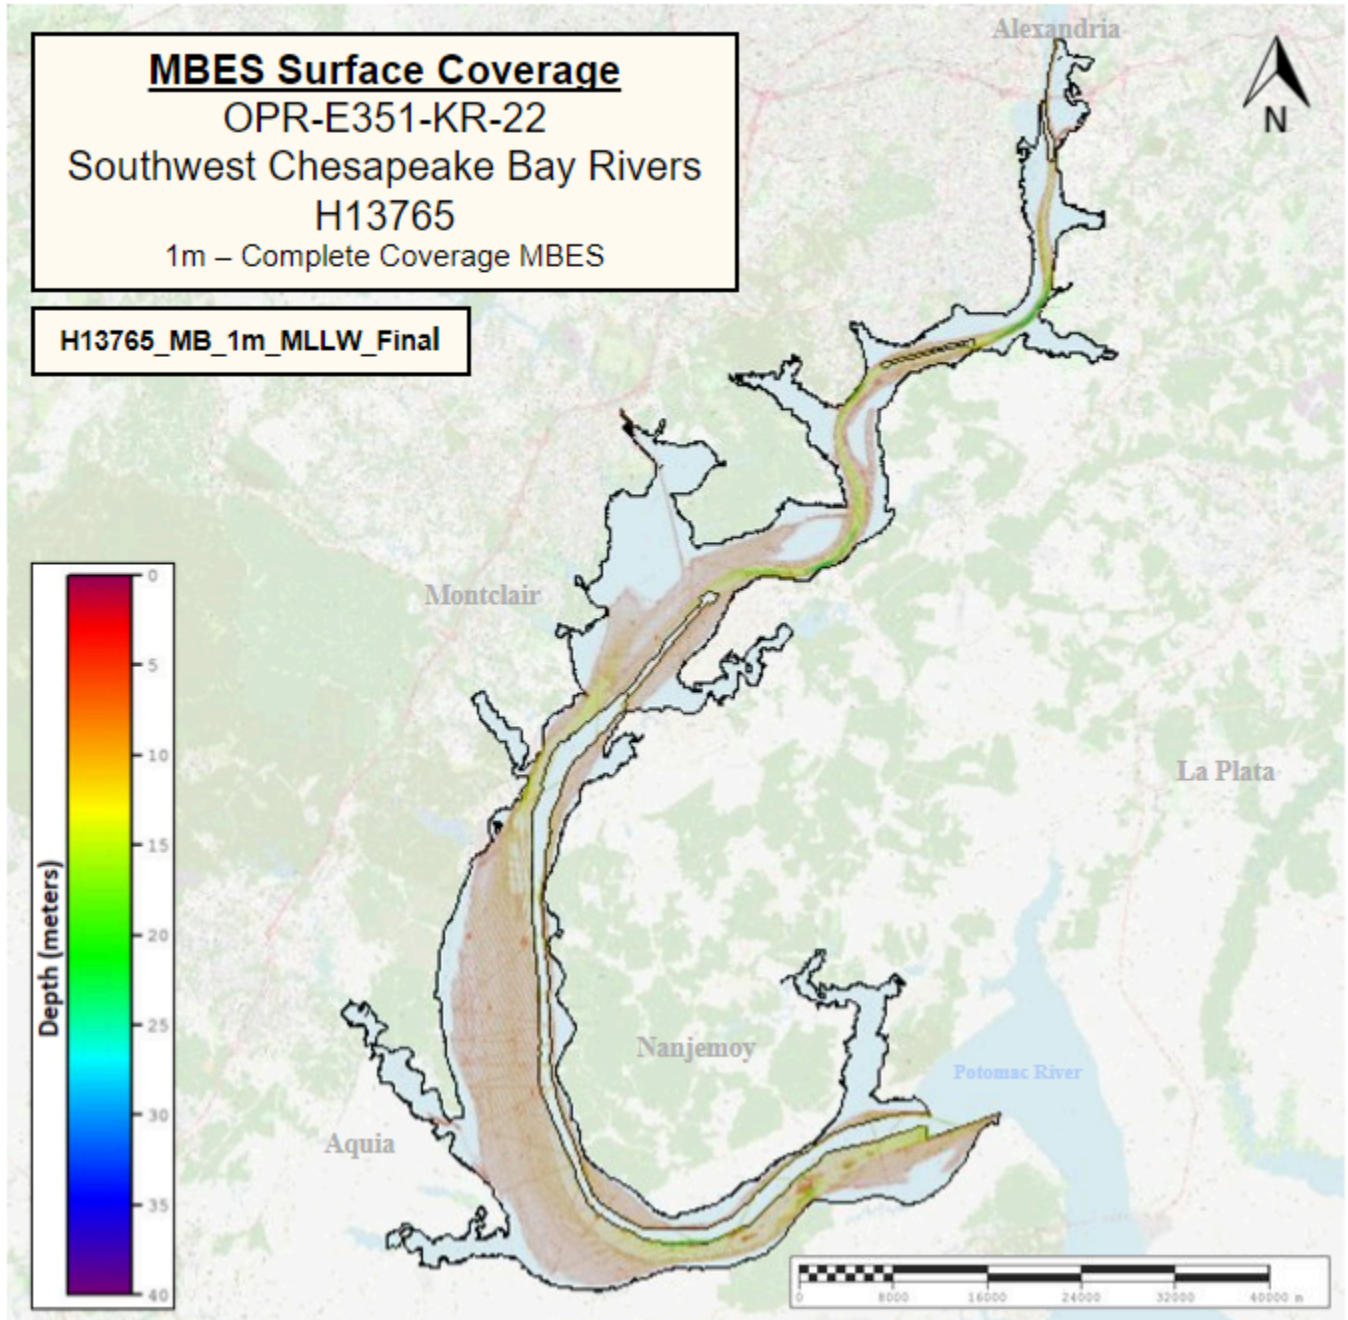 Alexandria
MBES Surface Coverage
OPR-E351-KR-22
Southwest Chesapeake Bay Rivers
H13765
1m – Complete Coverage MBES
N
H13765_MB_1m_MLLW_Final
Montclair
La Plata
Nanjemoy
Potomac River
Aquia
Depth (meters)
0
5
10
15
20
25
30
35
40
0 8000 16000 24000 32000 40000 m